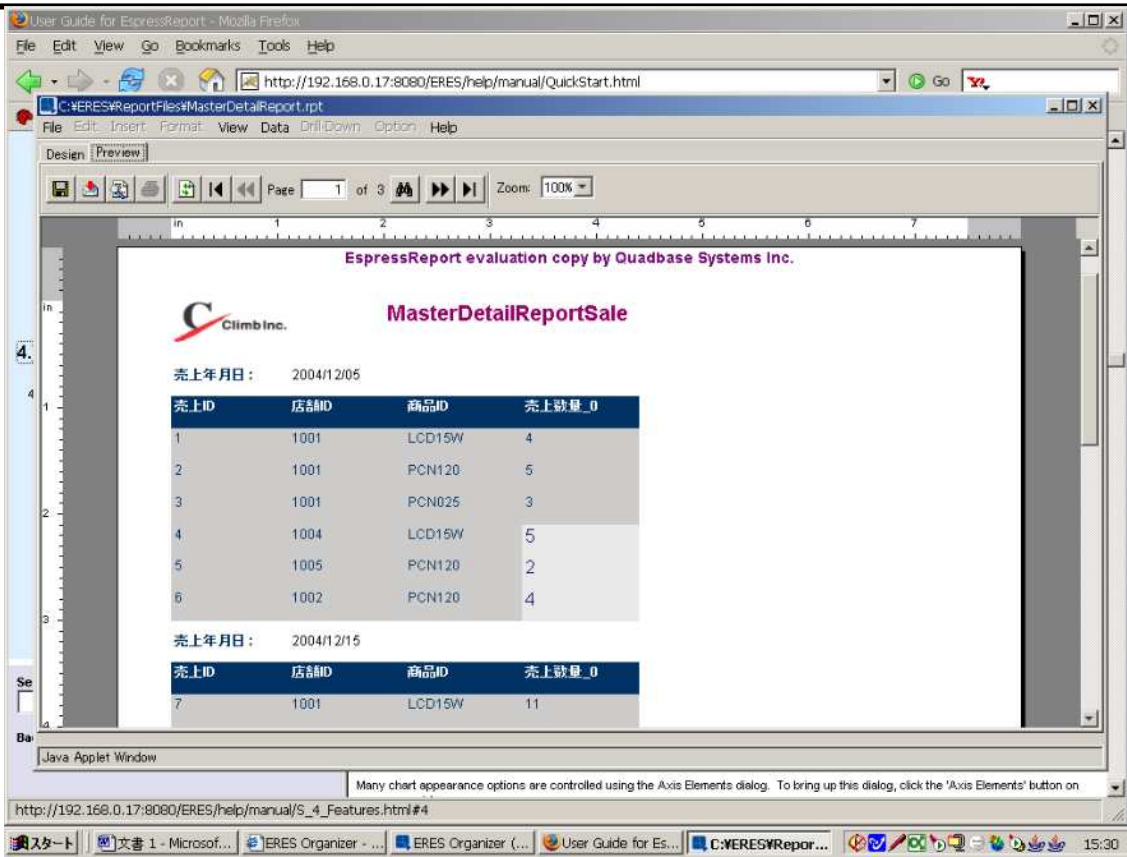 User Guide for EspressReport - Mozilla Firefox
File Edit View Go Bookmarks Tools Help
http://192.168.0.17:8080/ERES/help/manual/QuickStart.html Go
C:¥ERES¥ReportFiles¥MasterDetailReport.rpt
File Edit Insert Format View Data Drill-Down Option Help
Design Preview
Page 1 of 3 Zoom: 100%
in 1 2 3 4 5 6 7
EspressReport evaluation copy by Quadbase Systems Inc.
in
Climb Inc.
MasterDetailReportSale
4.
売上年月日： 2004/12/05
4
1
売上ID 店舗ID 商品ID 売上数量_0
1 1001 LCD15W 4
2 1001 PCN120 5
3 1001 PCN025 3
2
4 1004 LCD15W 5
5 1005 PCN120 2
6 1002 PCN120 4
3
売上年月日： 2004/12/15
売上ID 店舗ID 商品ID 売上数量_0
Se
7 1001 LCD15W 11
4
Ba
Java Applet Window
Many chart appearance options are controlled using the Axis Elements dialog. To bring up this dialog, click the 'Axis Elements' button on
http://192.168.0.17:8080/ERES/help/manual/S_4_Features.html#4
スタート 文書 1 - Microsof... ERES Organizer - ... ERES Organizer (... User Guide for Es... C:¥ERES¥Repor... 15:30